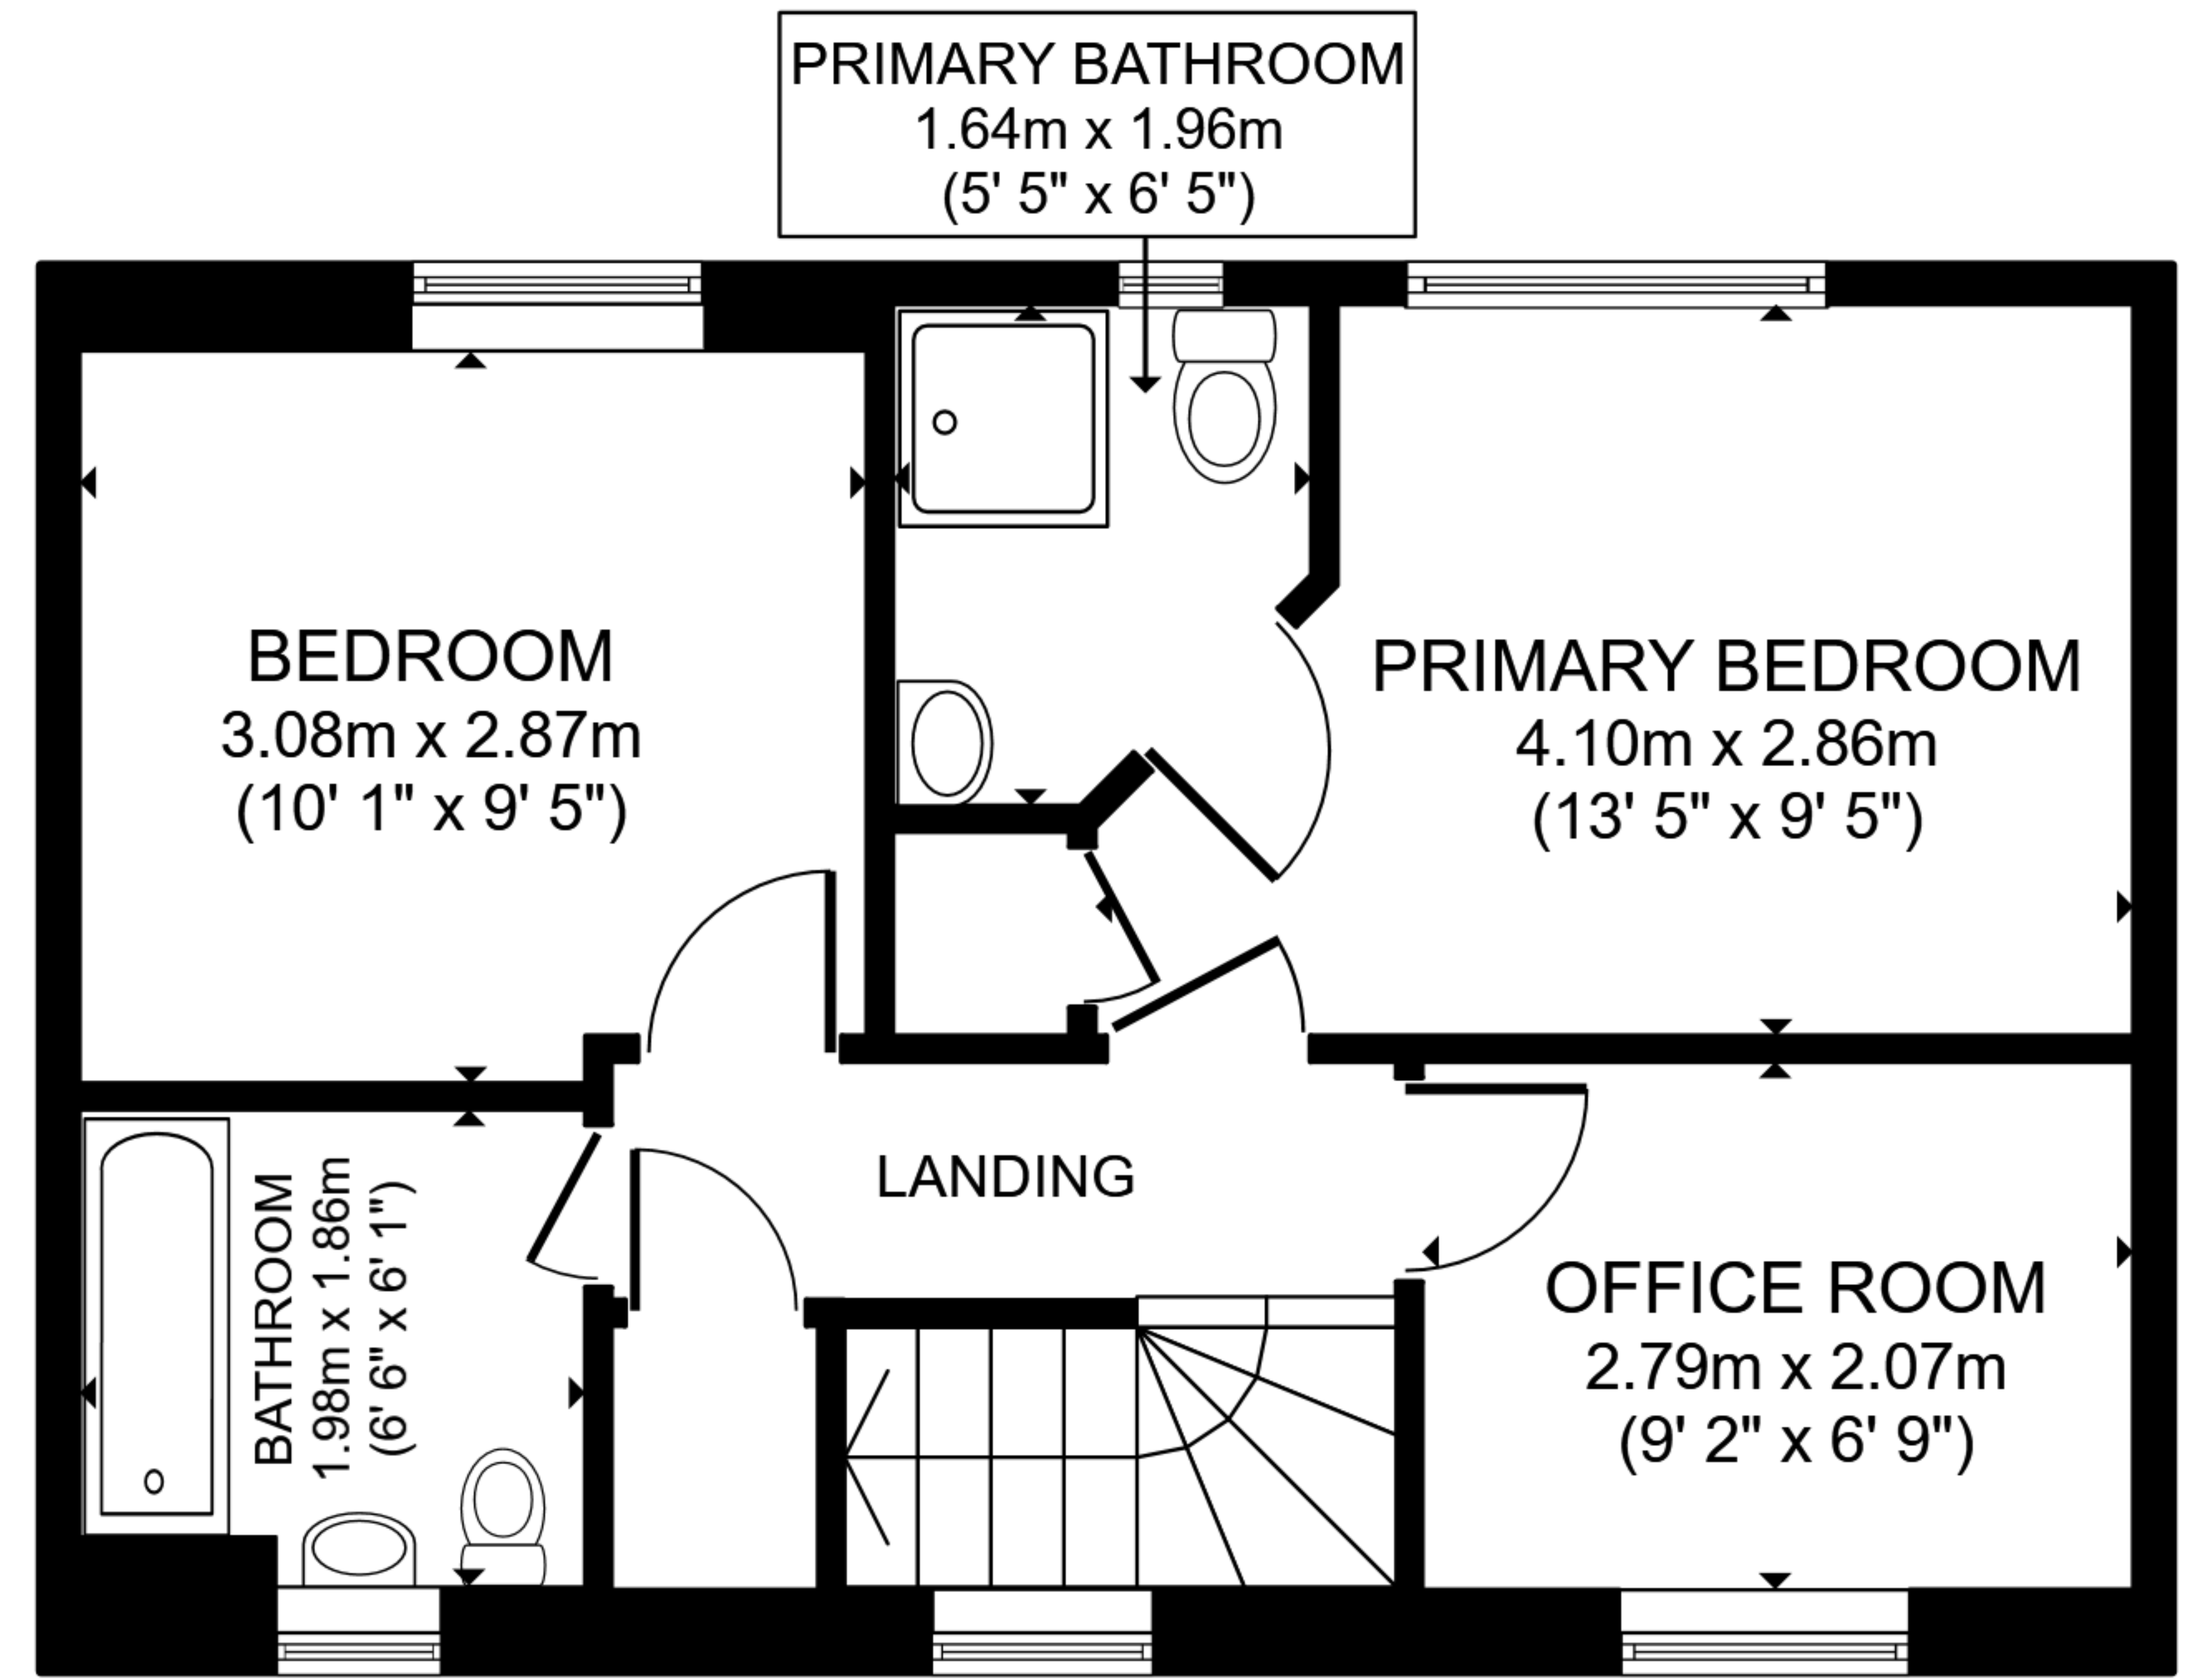 PRIMARY BATHROOM
1.64m x 1.96m
(5' 5" x 6' 5")
BEDROOM
3.08m x 2.87m
(10' 1" x 9' 5")
PRIMARY BEDROOM
4.10m x 2.86m
(13' 5" x 9' 5")
BATHROOM
1.98m x 1.86m
(6' 6" x 6' 1")
LANDING
OFFICE ROOM
2.79m x 2.07m
(9' 2" x 6' 9")